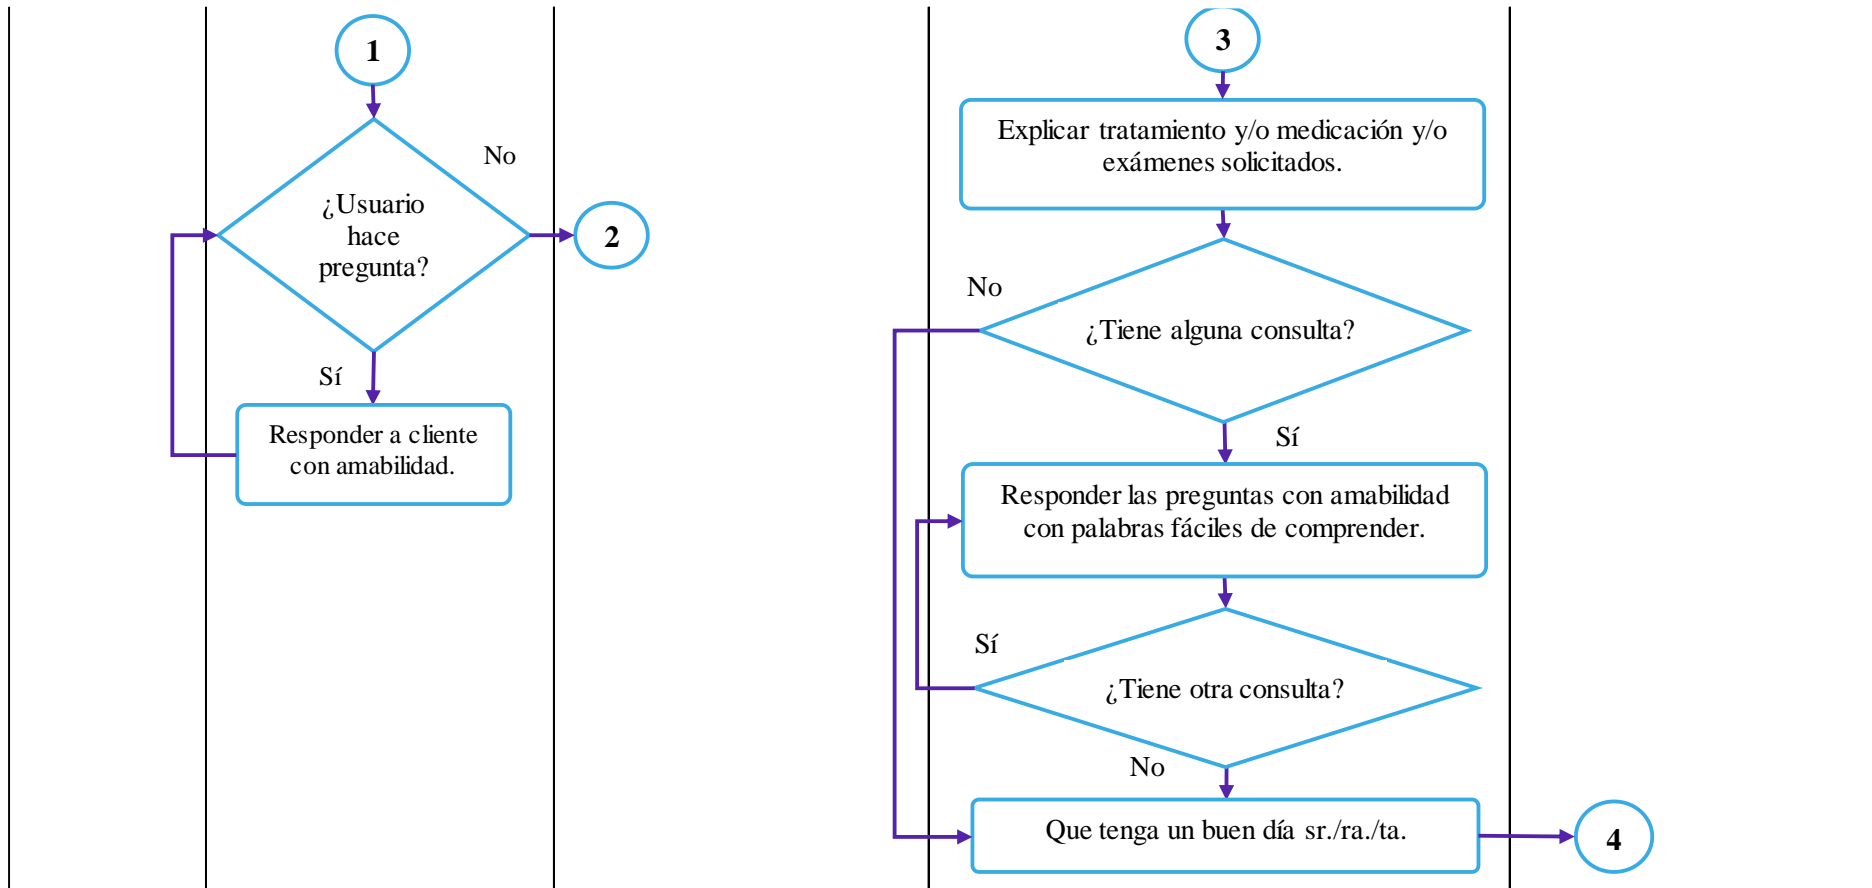 1
No
¿Usuario
hace
pregunta?
2
Sí
Responder a cliente
con amabilidad.
3
Explicar tratamiento y/o medicación y/o
exámenes solicitados.
No
¿Tiene alguna consulta?
Sí
Responder las preguntas con amabilidad
con palabras fáciles de comprender.
Sí
¿Tiene otra consulta?
No
Que tenga un buen día sr./ra./ta.
4